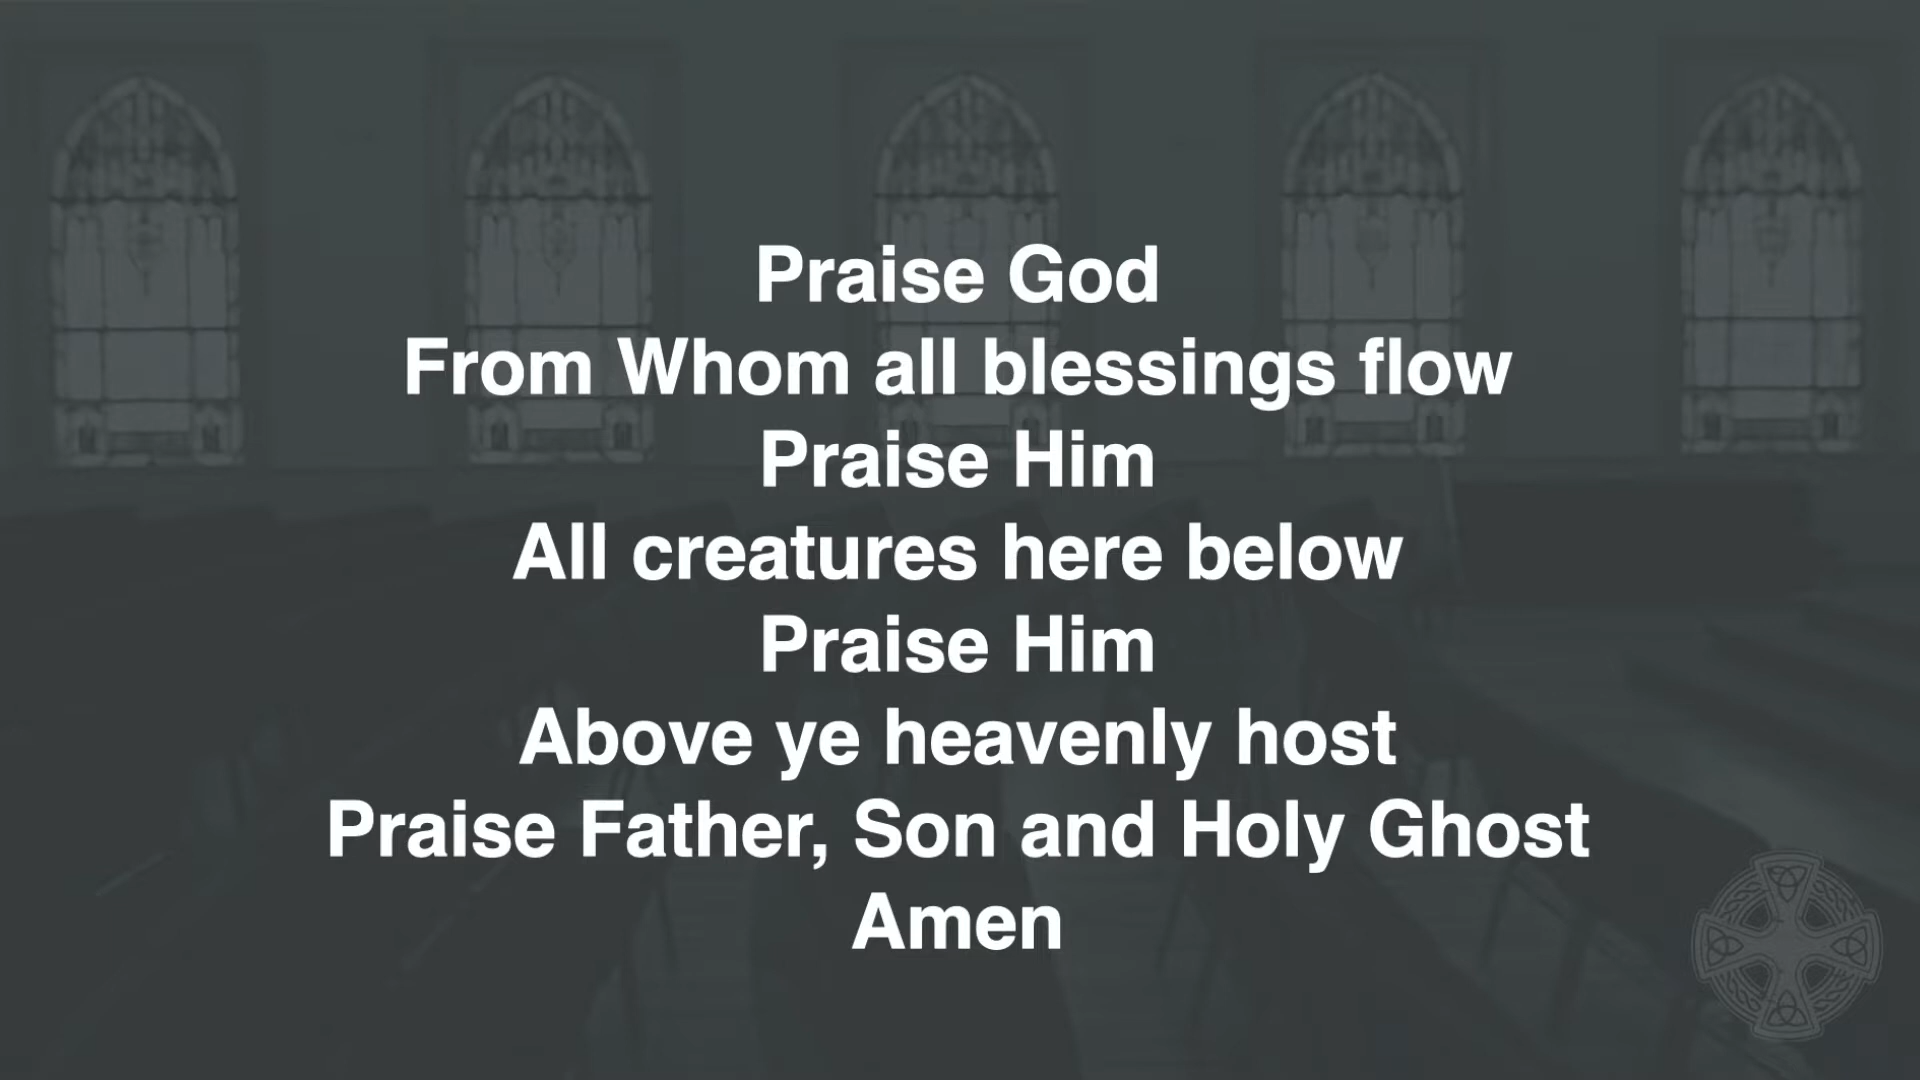 Praise God
From Whom all blessings flow
Praise Him
All creatures here below
Praise Him
Above ye heavenly host
Praise Father, Son and Holy Ghost
Amen